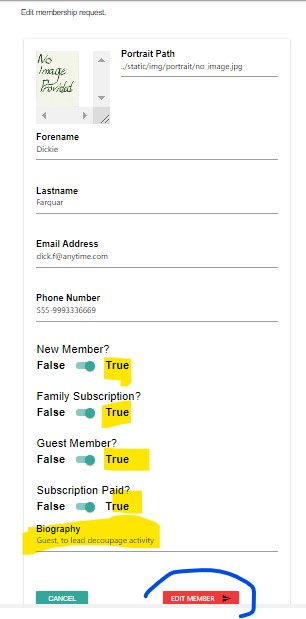 Edit membership request.
No
Image
Provided
Portrait Path
../static/img/portrait/no_image.jpg
Forename
Dickie
Lastname
Farquar
Email Address
dick.f@anytime.com
Phone Number
555-9993336669
New Member?
False True
Family Subscription?
False True
Guest Member?
False True
Subscription Paid?
False True
Biography
Guest, to lead decoupage activity
CANCEL EDIT MEMBER